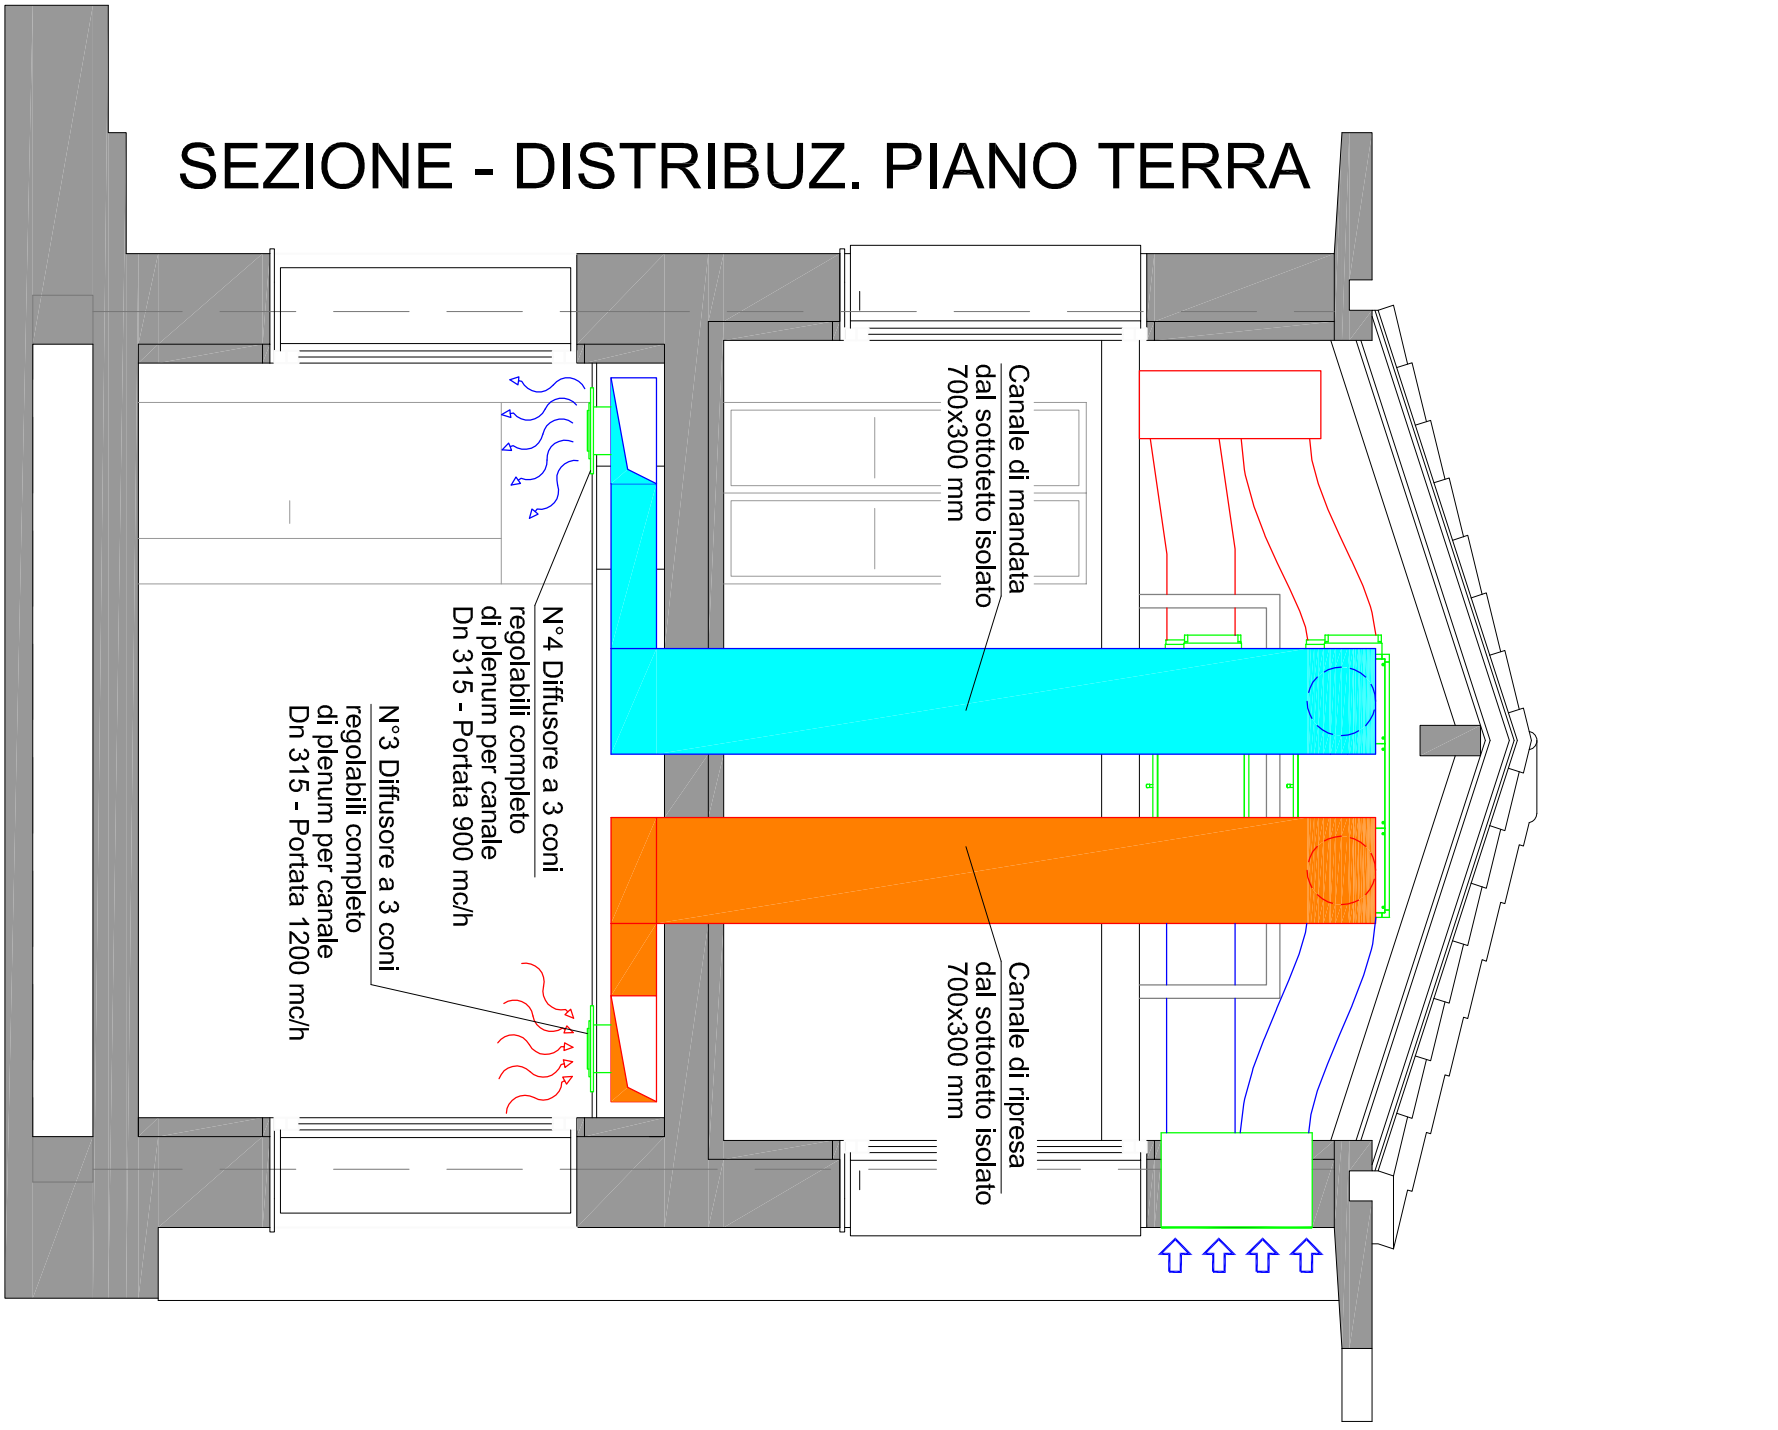 SEZIONE - DISTRIBUZ. PIANO TERRA
Canale di mandata
dal sottotetto isolato
700x300 mm
Canale di ripresa
dal sottotetto isolato
700x300 mm
N°4 Diffusore a 3 coni
regolabili completo
di plenum per canale
Dn 315 - Portata 900 mc/h
N°3 Diffusore a 3 coni
regolabili completo
di plenum per canale
Dn 315 - Portata 1200 mc/h